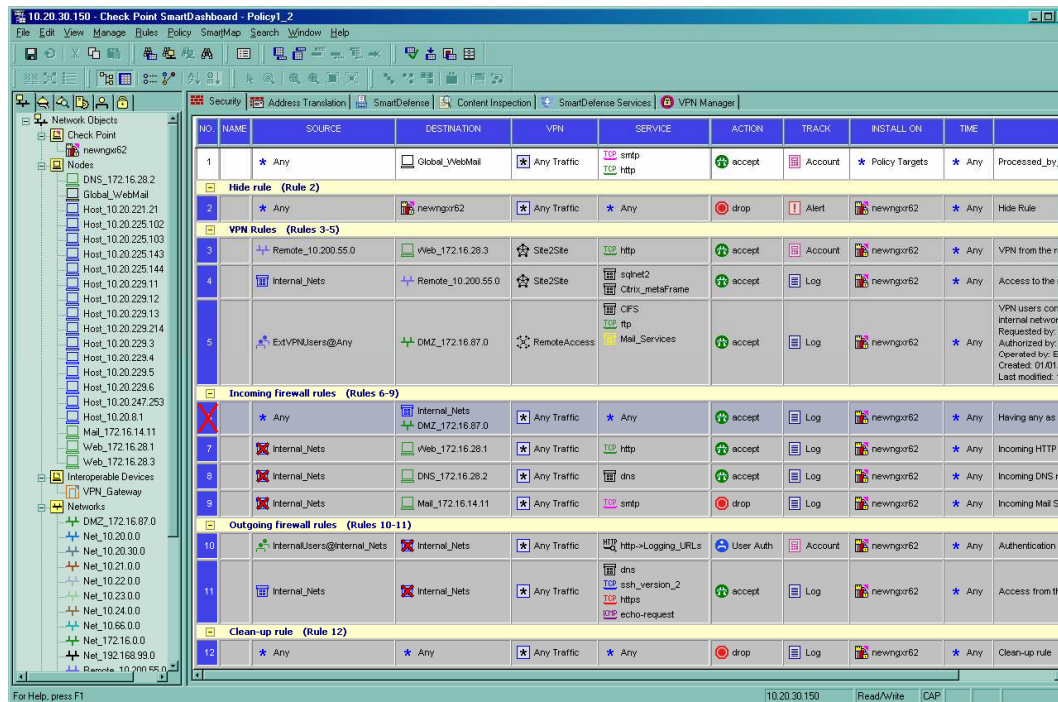 10.20.30.150 - Check Point SmartDashboard - Policy1_2
File Edit View Manage Rules Policy SmartMap Search Window Help
Security Address Translation SmartDefense Content Inspection SmartDefense Services VPN Manager
Network Objects
Check Point
newngxr62
Nodes
DNS_172.16.28.2
Global_WebMail
Host_10.20.221.21
Host_10.20.225.102
Host_10.20.225.103
Host_10.20.225.143
Host_10.20.225.144
Host_10.20.229.11
Host_10.20.229.12
Host_10.20.229.13
Host_10.20.229.214
Host_10.20.229.3
Host_10.20.229.4
Host_10.20.229.5
Host_10.20.229.6
Host_10.20.247.253
Host_10.20.8.1
Mail_172.16.14.11
Web_172.16.28.1
Web_172.16.28.3
Interoperable Devices
VPN_Gateway
Networks
DMZ_172.16.87.0
Net_10.20.0.0
Net_10.20.30.0
Net_10.21.0.0
Net_10.22.0.0
Net_10.23.0.0
Net_10.24.0.0
Net_10.66.0.0
Net_172.16.0.0
Net_192.168.99.0
Remote_10.200.55.0
NO. NAME SOURCE DESTINATION VPN SERVICE ACTION TRACK INSTALL ON TIME
1 Any Global_WebMail Any Traffic TCP smtp TCP http accept Account Policy Targets Any Processed_by_
Hide rule (Rule 2)
2 Any newngxr62 Any Traffic Any drop Alert newngxr62 Any Hide Rule
VPN Rules (Rules 3-5)
3 Remote_10.200.55.0 Web_172.16.28.3 Site2Site TCP http accept Account newngxr62 Any VPN from the r
4 Internal_Nets Remote_10.200.55.0 Site2Site sqlnet2 Citrix_metaFrame accept Log newngxr62 Any Access to the
5 ExtVPNUsers@Any DMZ_172.16.87.0 RemoteAccess CIFS TCP ftp Mail_Services accept Log newngxr62 Any VPN users con
internal networ
Requested by:
Authorized by:
Operated by: E
Created: 01/01
Last modified:
Incoming firewall rules (Rules 6-9)
Any Internal_Nets DMZ_172.16.87.0 Any Traffic Any accept Log newngxr62 Any Having any as
7 Internal_Nets Web_172.16.28.1 Any Traffic TCP http accept Log newngxr62 Any Incoming HTTP
8 Internal_Nets DNS_172.16.28.2 Any Traffic dns accept Log newngxr62 Any Incoming DNS
9 Internal_Nets Mail_172.16.14.11 Any Traffic TCP smtp drop Log newngxr62 Any Incoming Mail S
Outgoing firewall rules (Rules 10-11)
10 InternalUsers@Internal_Nets Internal_Nets Any Traffic HTTP http->Logging_URLs User Auth Account newngxr62 Any Authentication
11 Internal_Nets Internal_Nets Any Traffic dns TCP ssh_version_2 TCP https ICMP echo-request accept Log newngxr62 Any Access from th
Clean-up rule (Rule 12)
12 Any Any Any Traffic Any drop Log newngxr62 Any Clean-up rule
For Help, press F1 10.20.30.150 Read/Write CAP